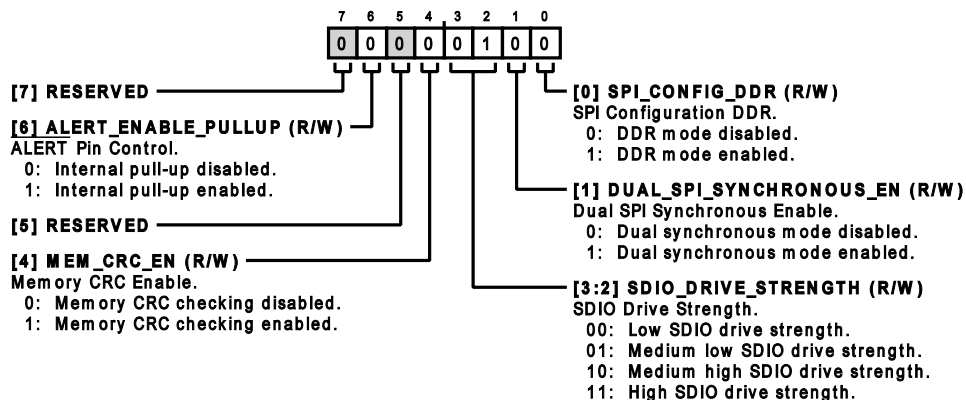 7 6 5 4 3 2 1 0
0 0 0 0 0 1 0 0
[7] RESERVED
[6] ALERT_ENABLE_PULLUP (R/W)
ALERT Pin Control.
0: Internal pull-up disabled.
1: Internal pull-up enabled.
[5] RESERVED
[4] MEM_CRC_EN (R/W)
Memory CRC Enable.
0: Memory CRC checking disabled.
1: Memory CRC checking enabled.
[0] SPI_CONFIG_DDR (R/W)
SPI Configuration DDR.
0: DDR mode disabled.
1: DDR mode enabled.
[1] DUAL_SPI_SYNCHRONOUS_EN (R/W)
Dual SPI Synchronous Enable.
0: Dual synchronous mode disabled.
1: Dual synchronous mode enabled.
[3:2] SDIO_DRIVE_STRENGTH (R/W)
SDIO Drive Strength.
00: Low SDIO drive strength.
01: Medium low SDIO drive strength.
10: Medium high SDIO drive strength.
11: High SDIO drive strength.